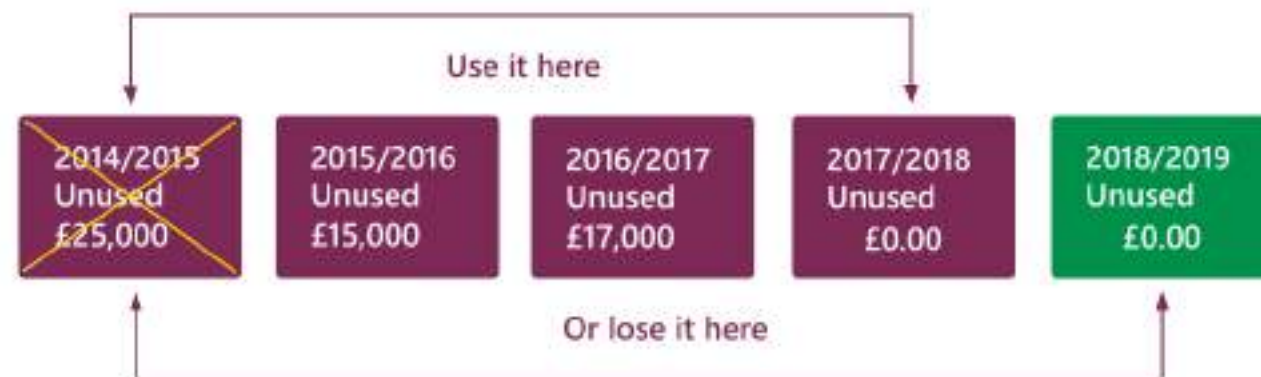 Use it here
2014/2015
Unused
£25,000
2015/2016
Unused
£15,000
2016/2017
Unused
£17,000
2017/2018
Unused
£0.00
2018/2019
Unused
£0.00
Or lose it here